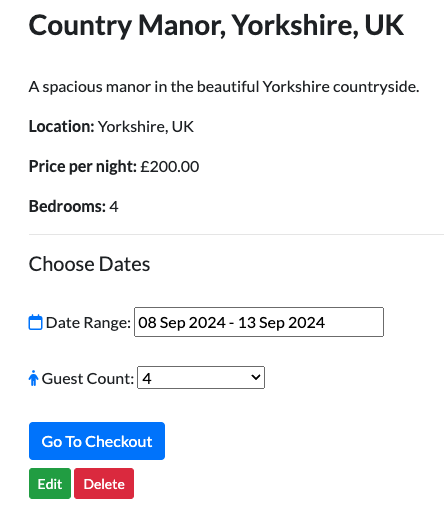 Country Manor, Yorkshire, UK
A spacious manor in the beautiful Yorkshire countryside.
Location: Yorkshire, UK
Price per night: £200.00
Bedrooms: 4
Choose Dates
Date Range: 08 Sep 2024 - 13 Sep 2024
Guest Count: 4
Go To Checkout
Edit Delete